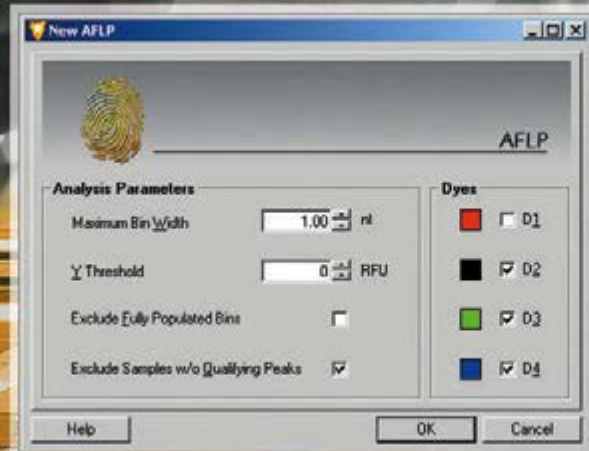 New AFLP
AFLP
Analysis Parameters
Maximum Bin Width 1.00 nt
Y Threshold 0 RFU
Exclude Fully Populated Bins
Exclude Samples w/o Qualifying Peaks
Dyes
D1
D2
D3
D4
Help OK Cancel